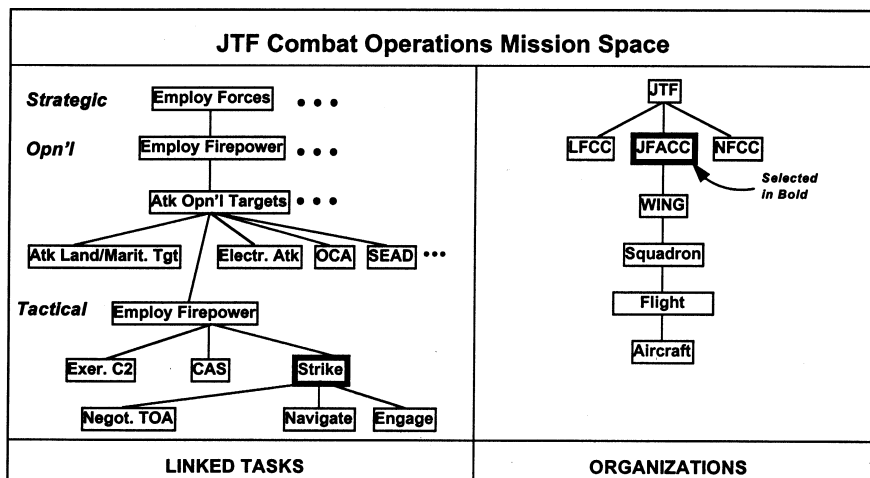 JTF Combat Operations Mission Space
Strategic
Employ Forces
• • •
Opn'l
Employ Firepower
• • •
Atk Opn'l Targets
• • •
Atk Land/Marit. Tgt
Electr. Atk
OCA
SEAD
•••
Tactical
Employ Firepower
Exer. C2
CAS
Strike
Negot. TOA
Navigate
Engage
LINKED TASKS
JTF
LFCC
JFACC
NFCC
Selected
in Bold
WING
Squadron
Flight
Aircraft
ORGANIZATIONS